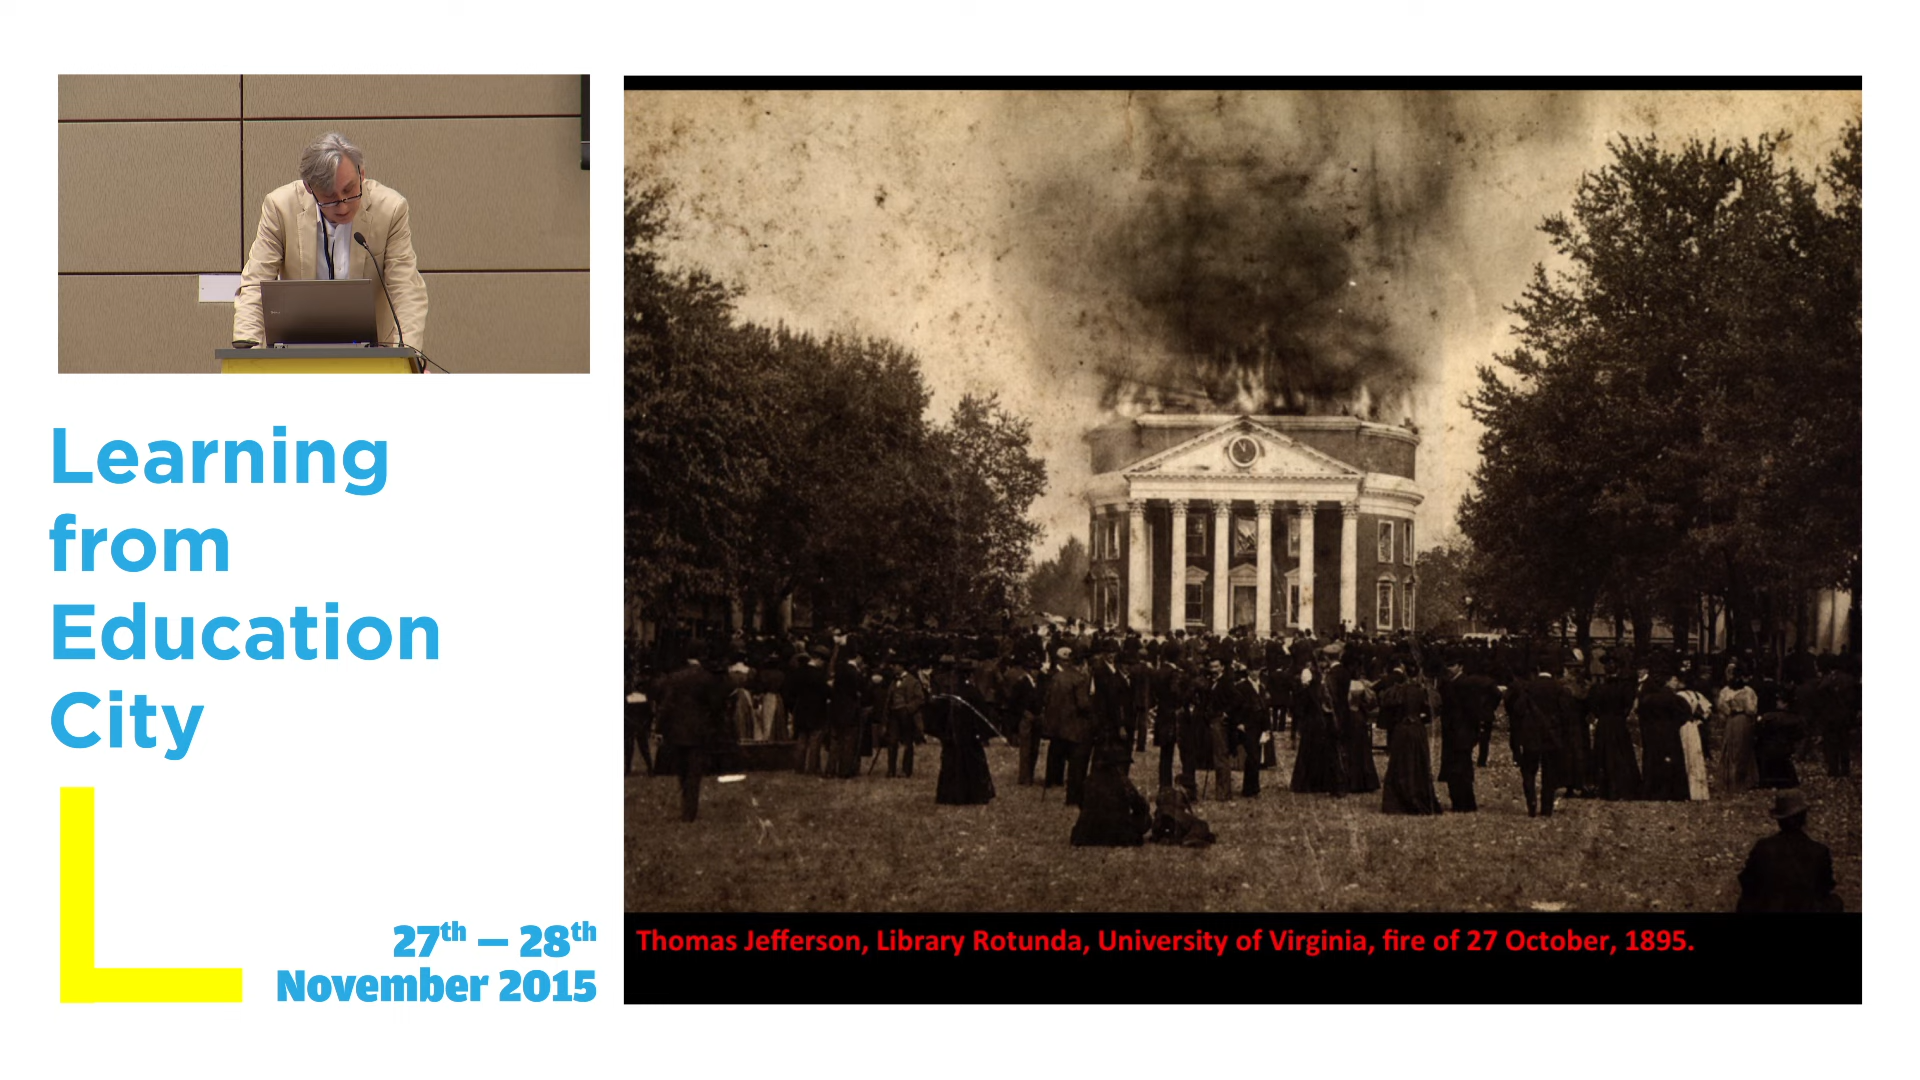 Learning
from
Education
City
27th – 28th
November 2015
Thomas Jefferson, Library Rotunda, University of Virginia, fire of 27 October, 1895.